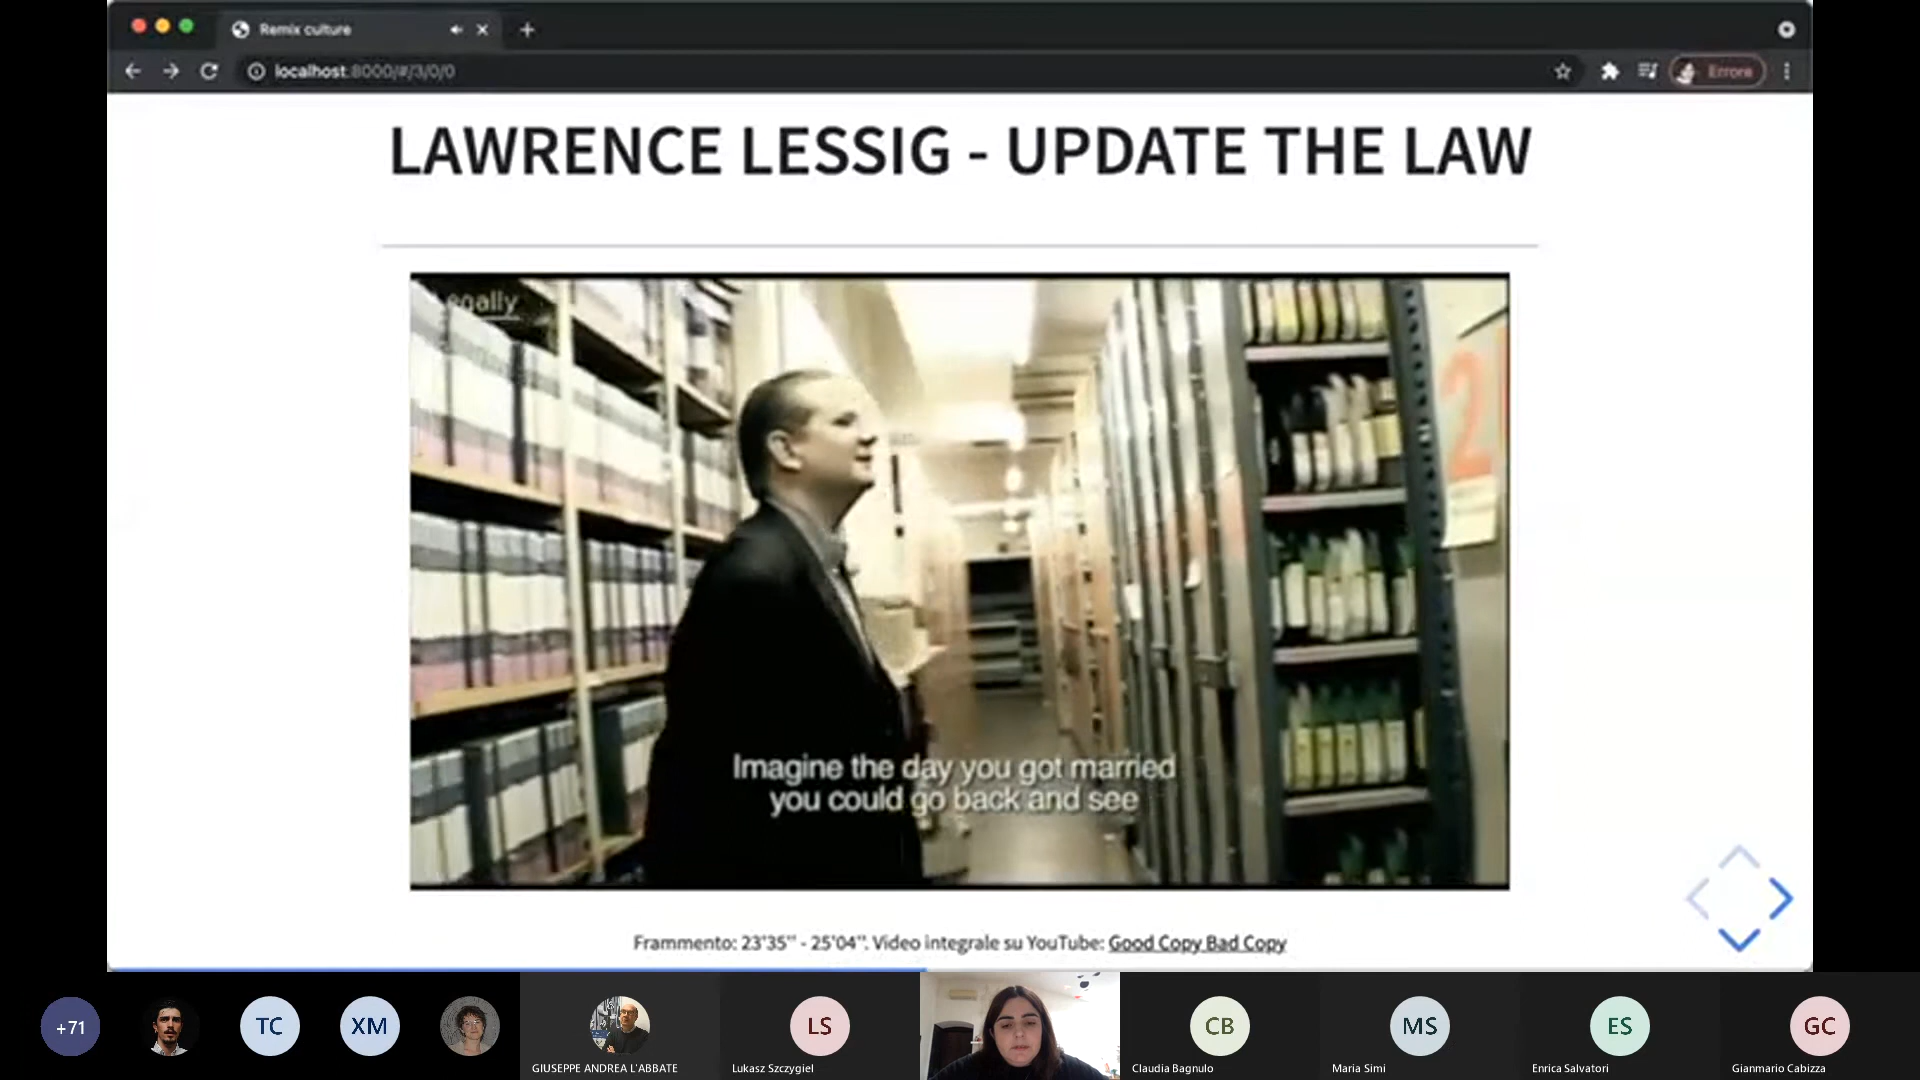 Remix culture
localhost:8000/#/3/0/0
Errore
LAWRENCE LESSIG - UPDATE THE LAW
2
Imagine the day you got married
you could go back and see
Frammento: 23'35'' - 25'04''. Video integrale su YouTube: Good Copy Bad Copy
+71
TC
XM
GIUSEPPE ANDREA L'ABBATE
LS
Lukasz Szczygiel
CB
Claudia Bagnulo
MS
Maria Simi
ES
Enrica Salvatori
GC
Gianmario Cabizza